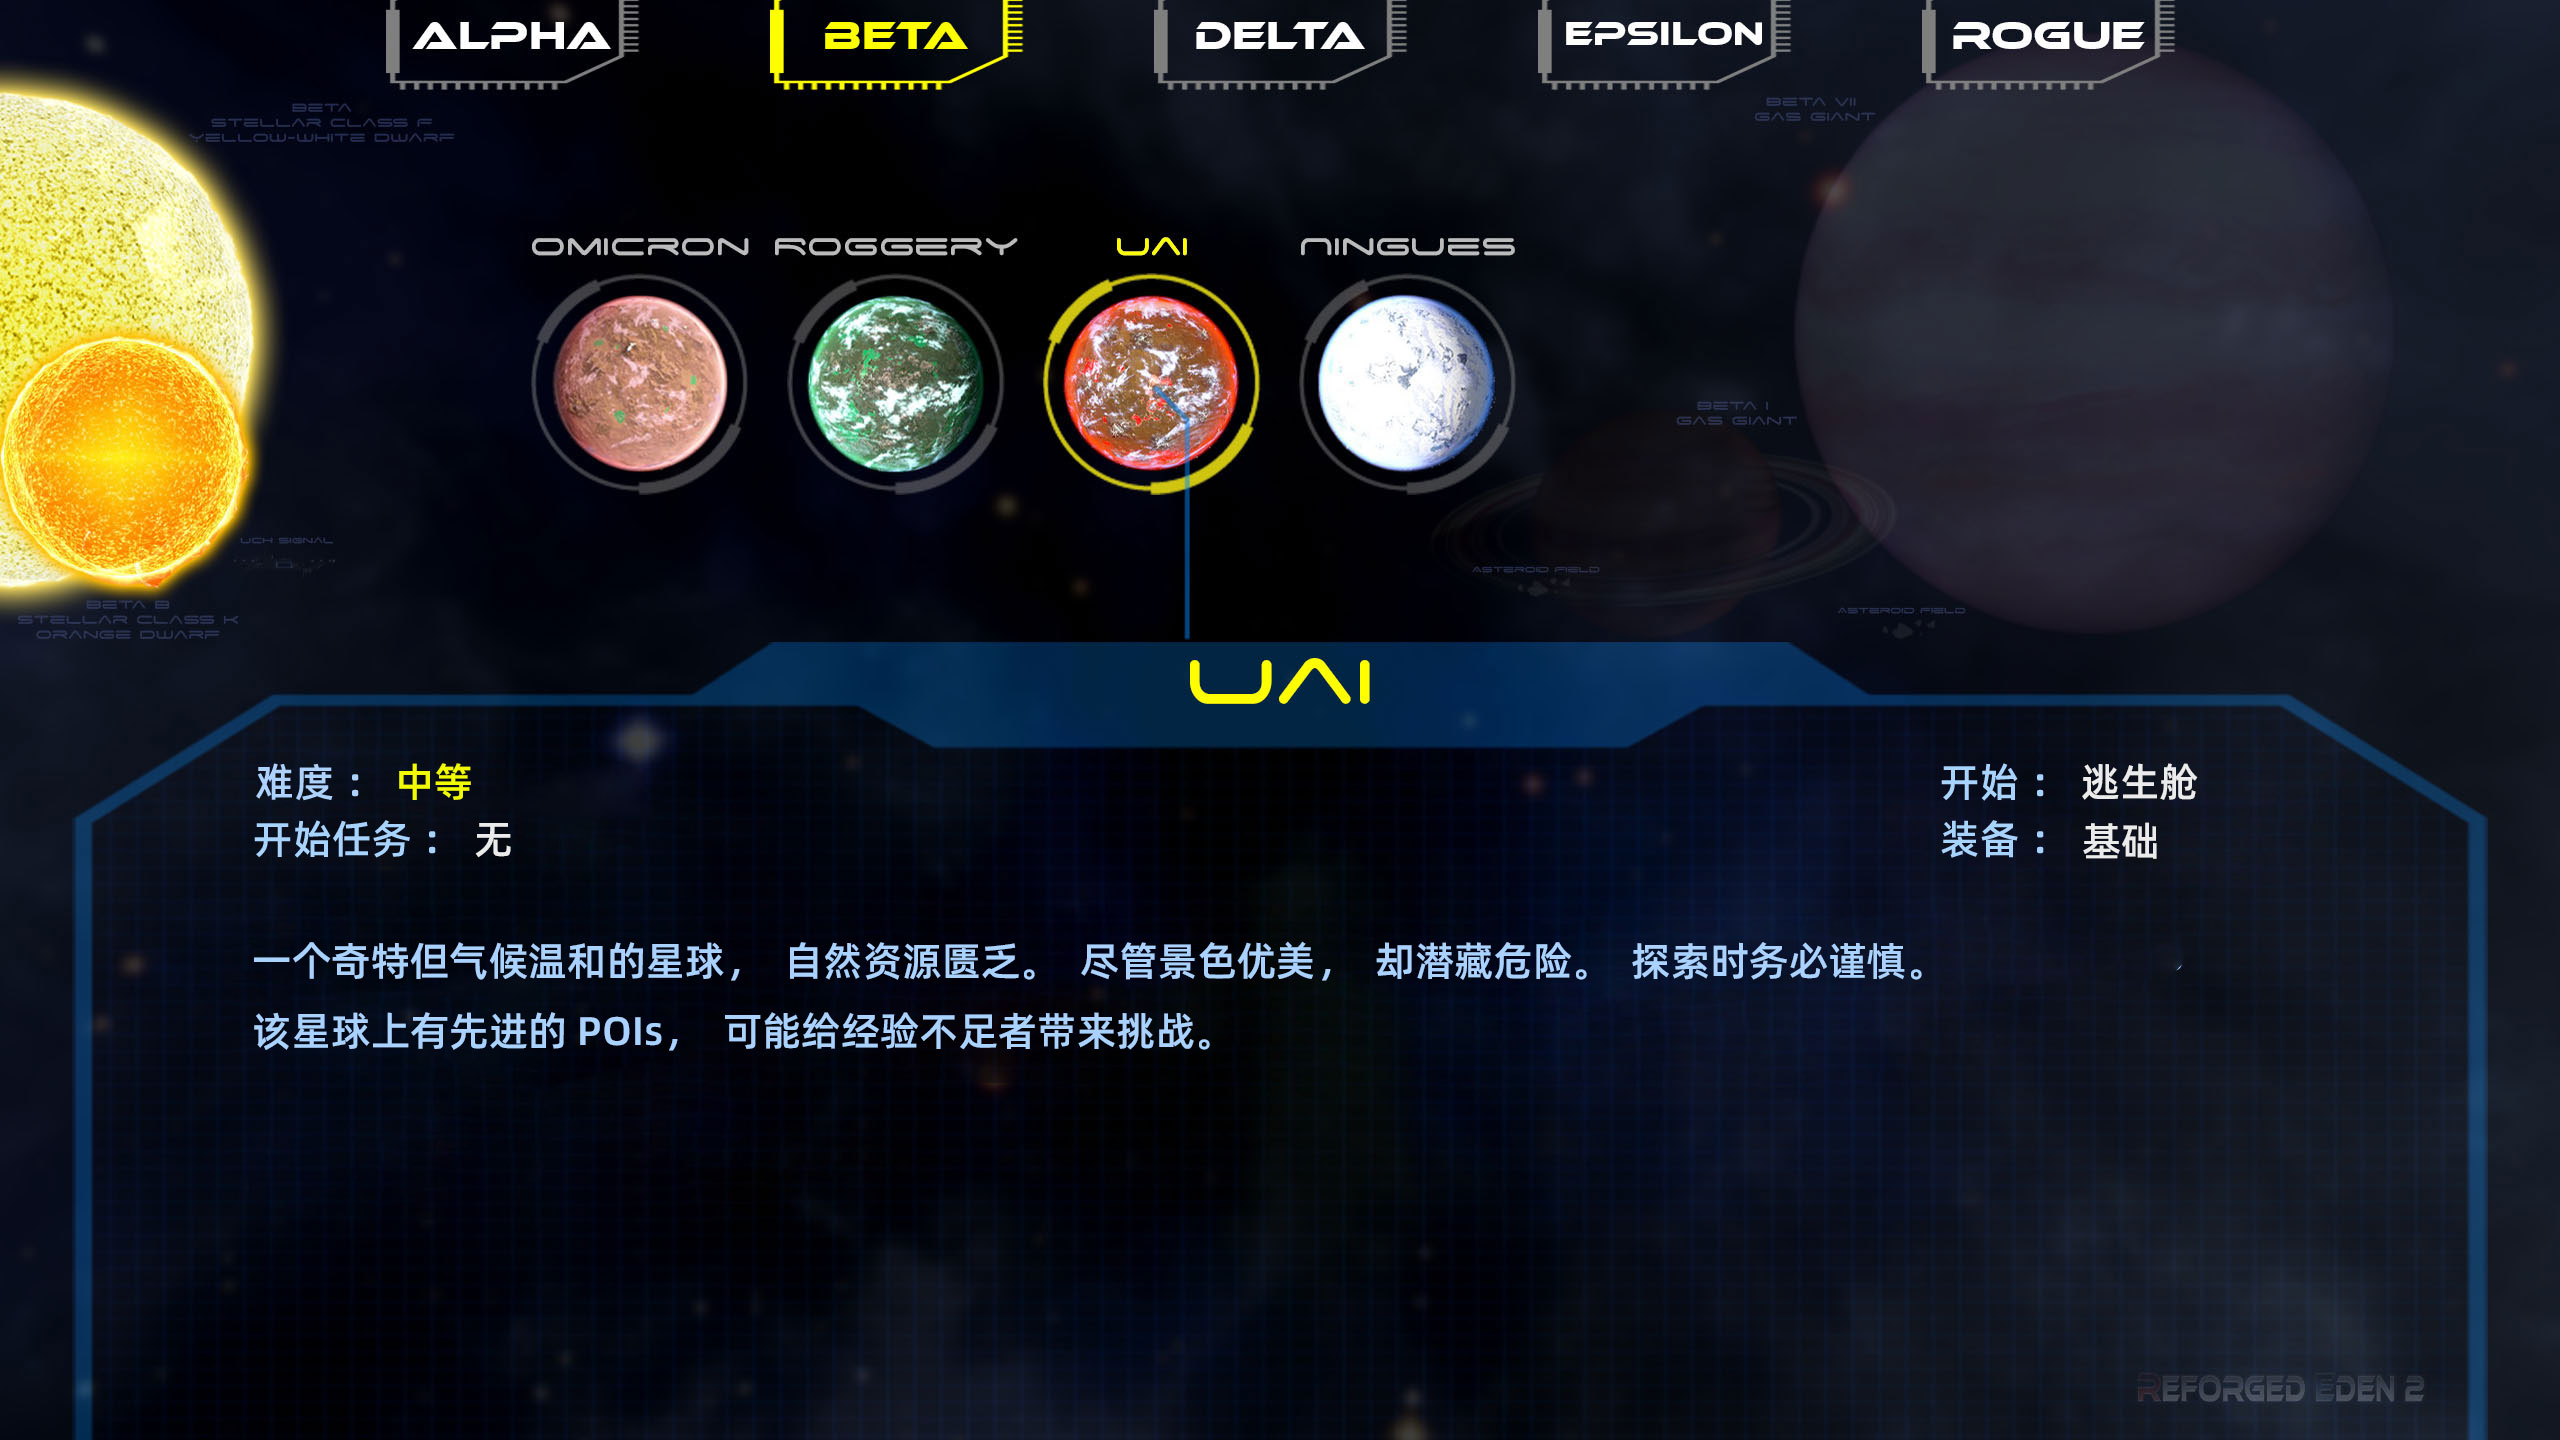 ALPHA
BETA
DELTA
EPSILON
ROGUE
BETA
STELLAR CLASS F
YELLOW-WHITE DWARF
BETA VII
GAS GIANT
OMICRON
ROGGERY
UAI
NINGUES
BETA I
GAS GIANT
UCH SIGNAL
ASTEROID FIELD
BETA B
STELLAR CLASS K
ORANGE DWARF
ASTEROID FIELD
UAI
难度： 中等
开始： 逃生舱
开始任务： 无
装备： 基础
一个奇特但气候温和的星球， 自然资源匮乏。 尽管景色优美， 却潜藏危险。 探索时务必谨慎。
该星球上有先进的 POIs， 可能给经验不足者带来挑战。
REFORGED EDEN 2